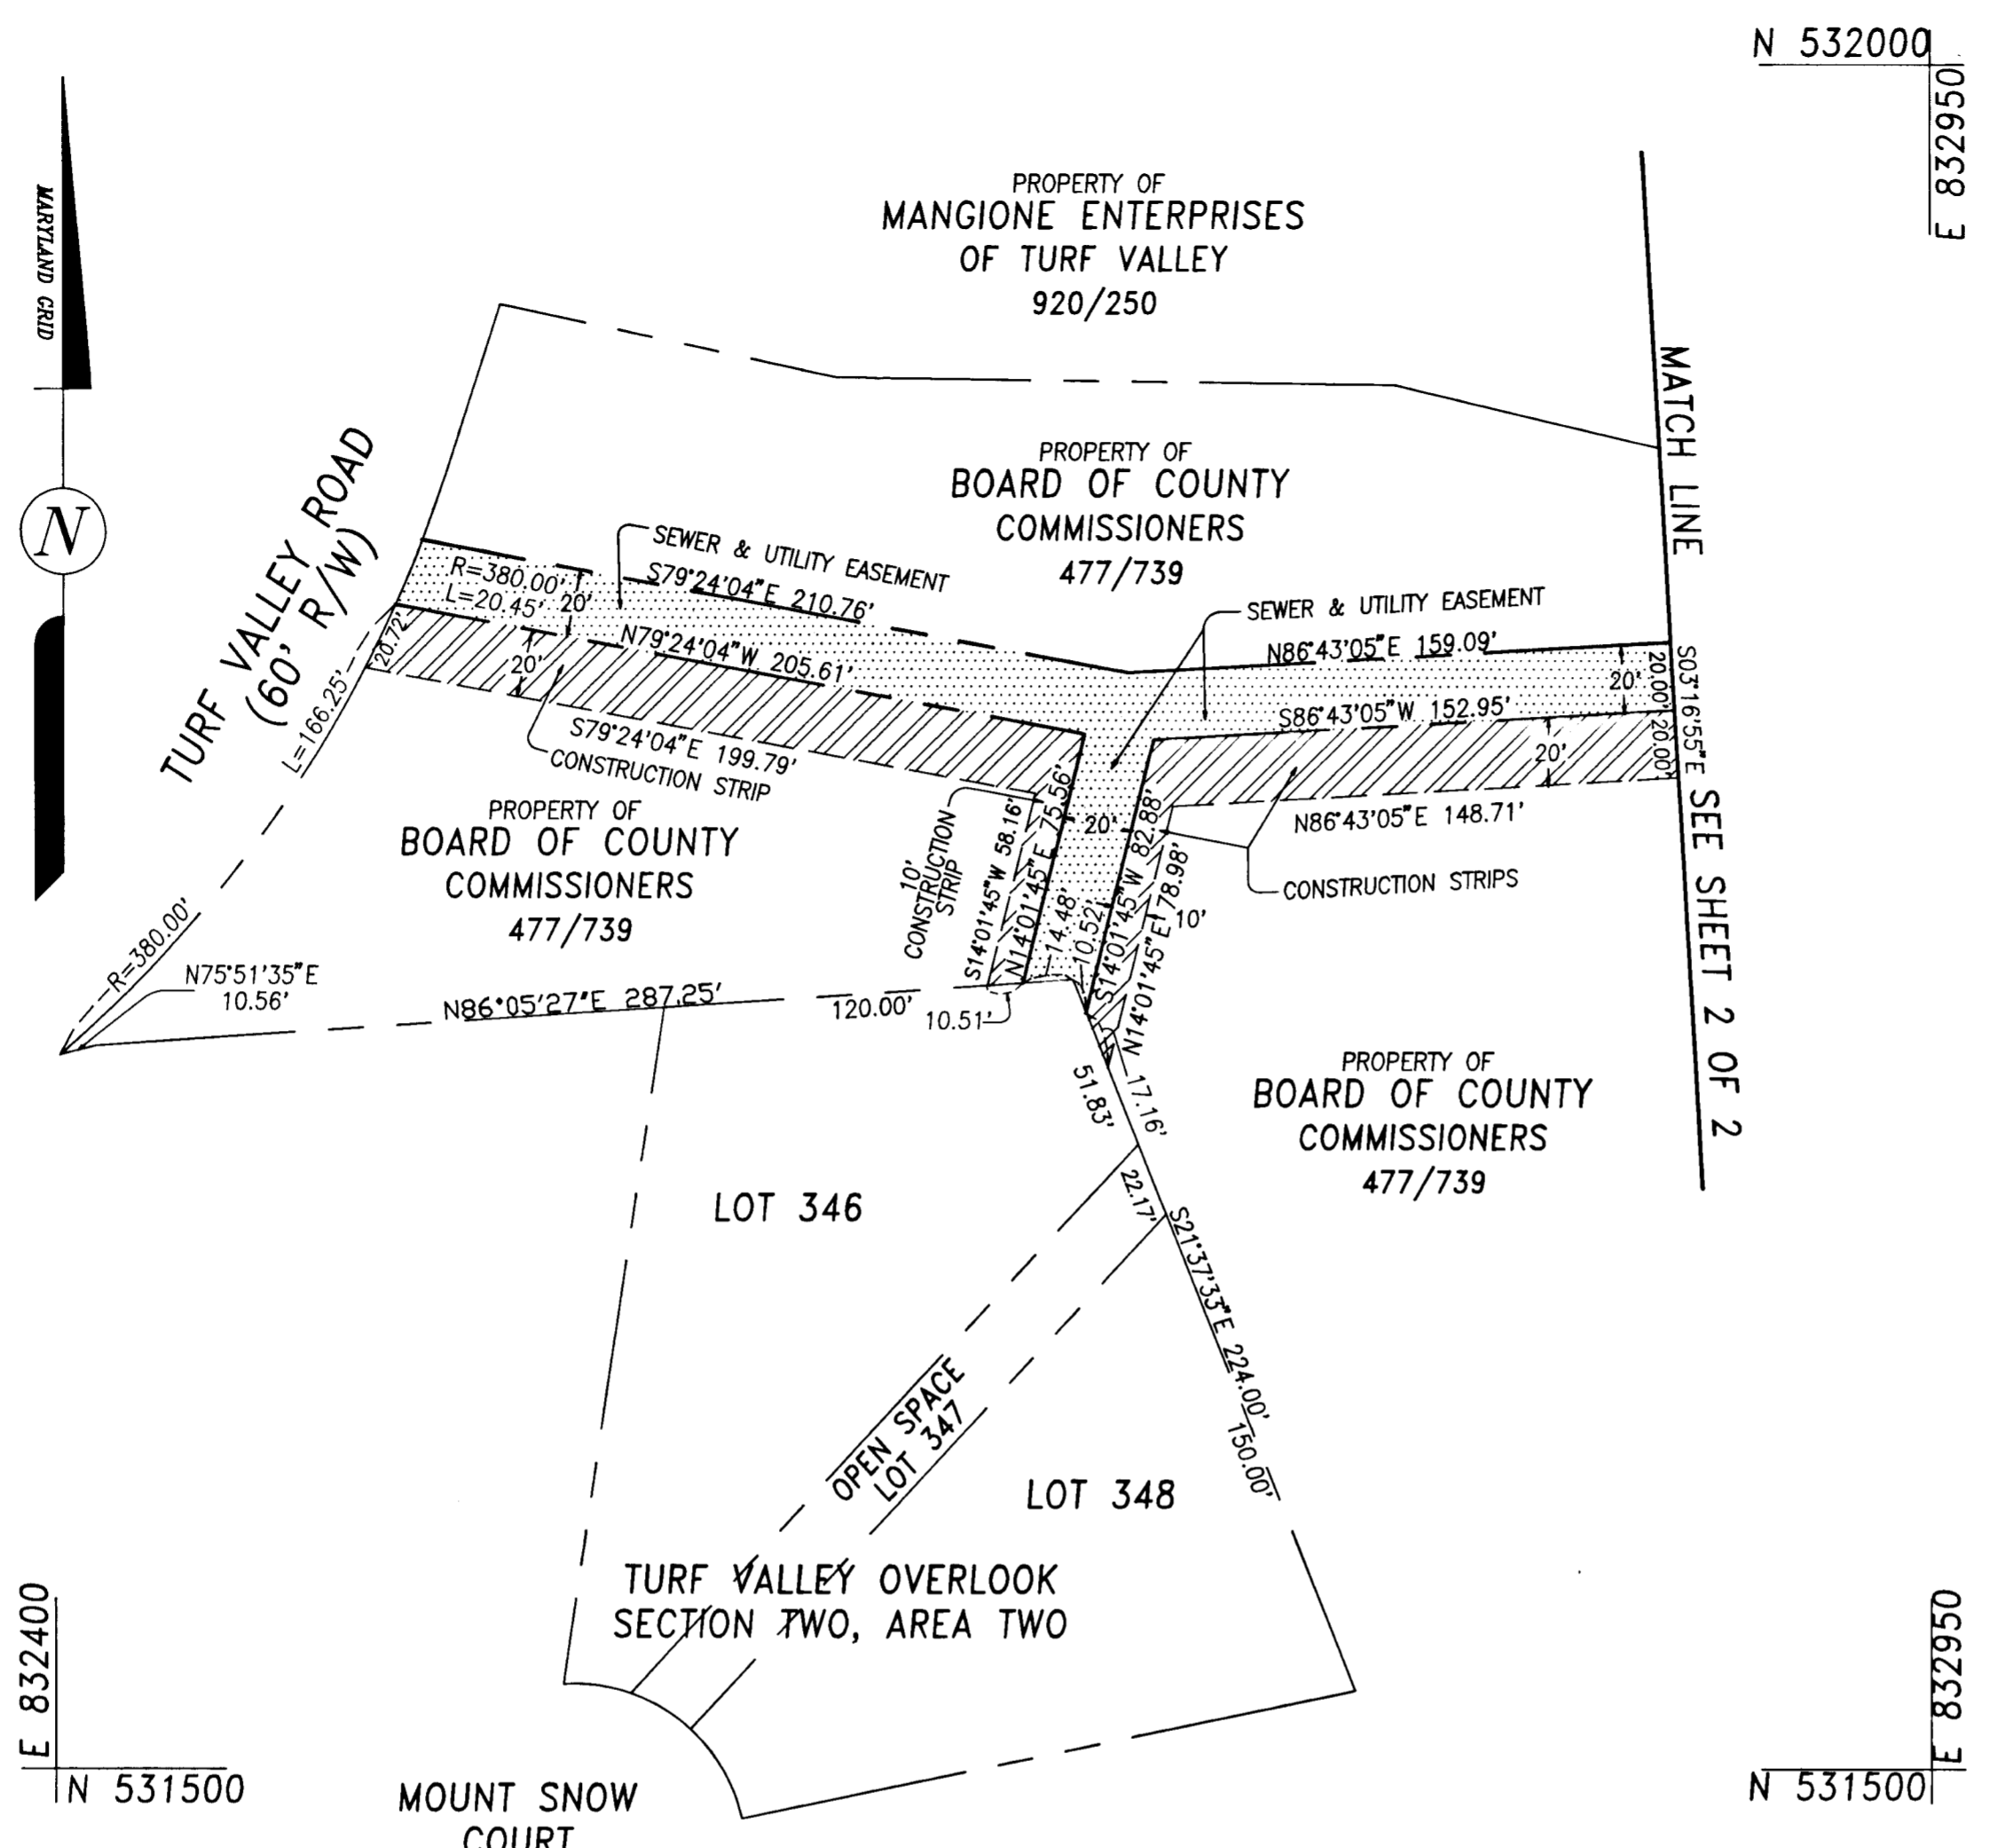 N 532000
E 832950
MARYLAND GRID
N
PROPERTY OF
MANGIONE ENTERPRISES
OF TURF VALLEY
920/250
MATCH LINE
SEE SHEET 2 OF 2
TURF VALLEY ROAD
(60' R/W)
PROPERTY OF
BOARD OF COUNTY
COMMISSIONERS
477/739
SEWER & UTILITY EASEMENT
S79°24'04"E 210.76'
R=380.00'
L=20.45'
20'
N79°24'04"W 205.61'
20'
20.72'
L=166.25'
S79°24'04"E 199.79'
CONSTRUCTION STRIP
SEWER & UTILITY EASEMENT
N86°43'05"E 159.09'
20'
20.00'
S03°16'55"E
S86°43'05"W 152.95'
20'
20.00'
N86°43'05"E 148.71'
CONSTRUCTION STRIPS
PROPERTY OF
BOARD OF COUNTY
COMMISSIONERS
477/739
10'
CONSTRUCTION
STRIP
S14°01'45"W 58.16'
N14°01'45"E 75.56'
20'
14.48'
10.52'
S14°01'45"W 82.88'
N14°01'45"E 78.98'
10'
R=380.00'
N75°51'35"E
10.56'
N86°05'27"E 287.25'
120.00'
10.51'
51.83'
17.16'
22.17'
PROPERTY OF
BOARD OF COUNTY
COMMISSIONERS
477/739
LOT 346
S21°37'33"E 224.00'
150.00'
OPEN SPACE
LOT 347
LOT 348
TURF VALLEY OVERLOOK
SECTION TWO, AREA TWO
E 832400
N 531500
MOUNT SNOW
COURT
E 832950
N 531500